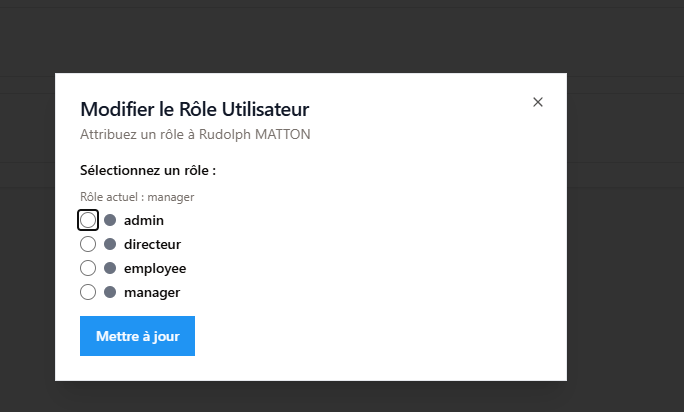 Modifier le Rôle Utilisateur
Attribuez un rôle à Rudolph MATTON
Sélectionnez un rôle :
Rôle actuel : manager
admin
directeur
employee
manager
Mettre à jour